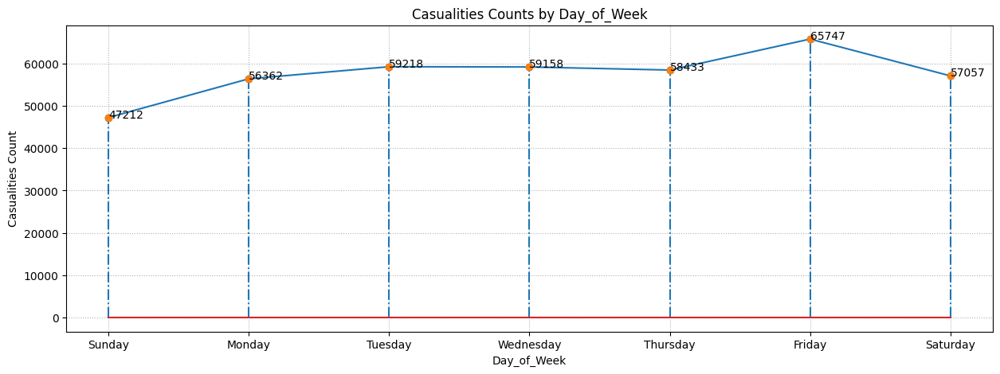 Casualities Counts by Day_of_Week
Casualities Count
60000
50000
40000
30000
20000
10000
0
47212
56362
59218
59158
58433
65747
57057
Sunday
Monday
Tuesday
Wednesday
Thursday
Friday
Saturday
Day_of_Week